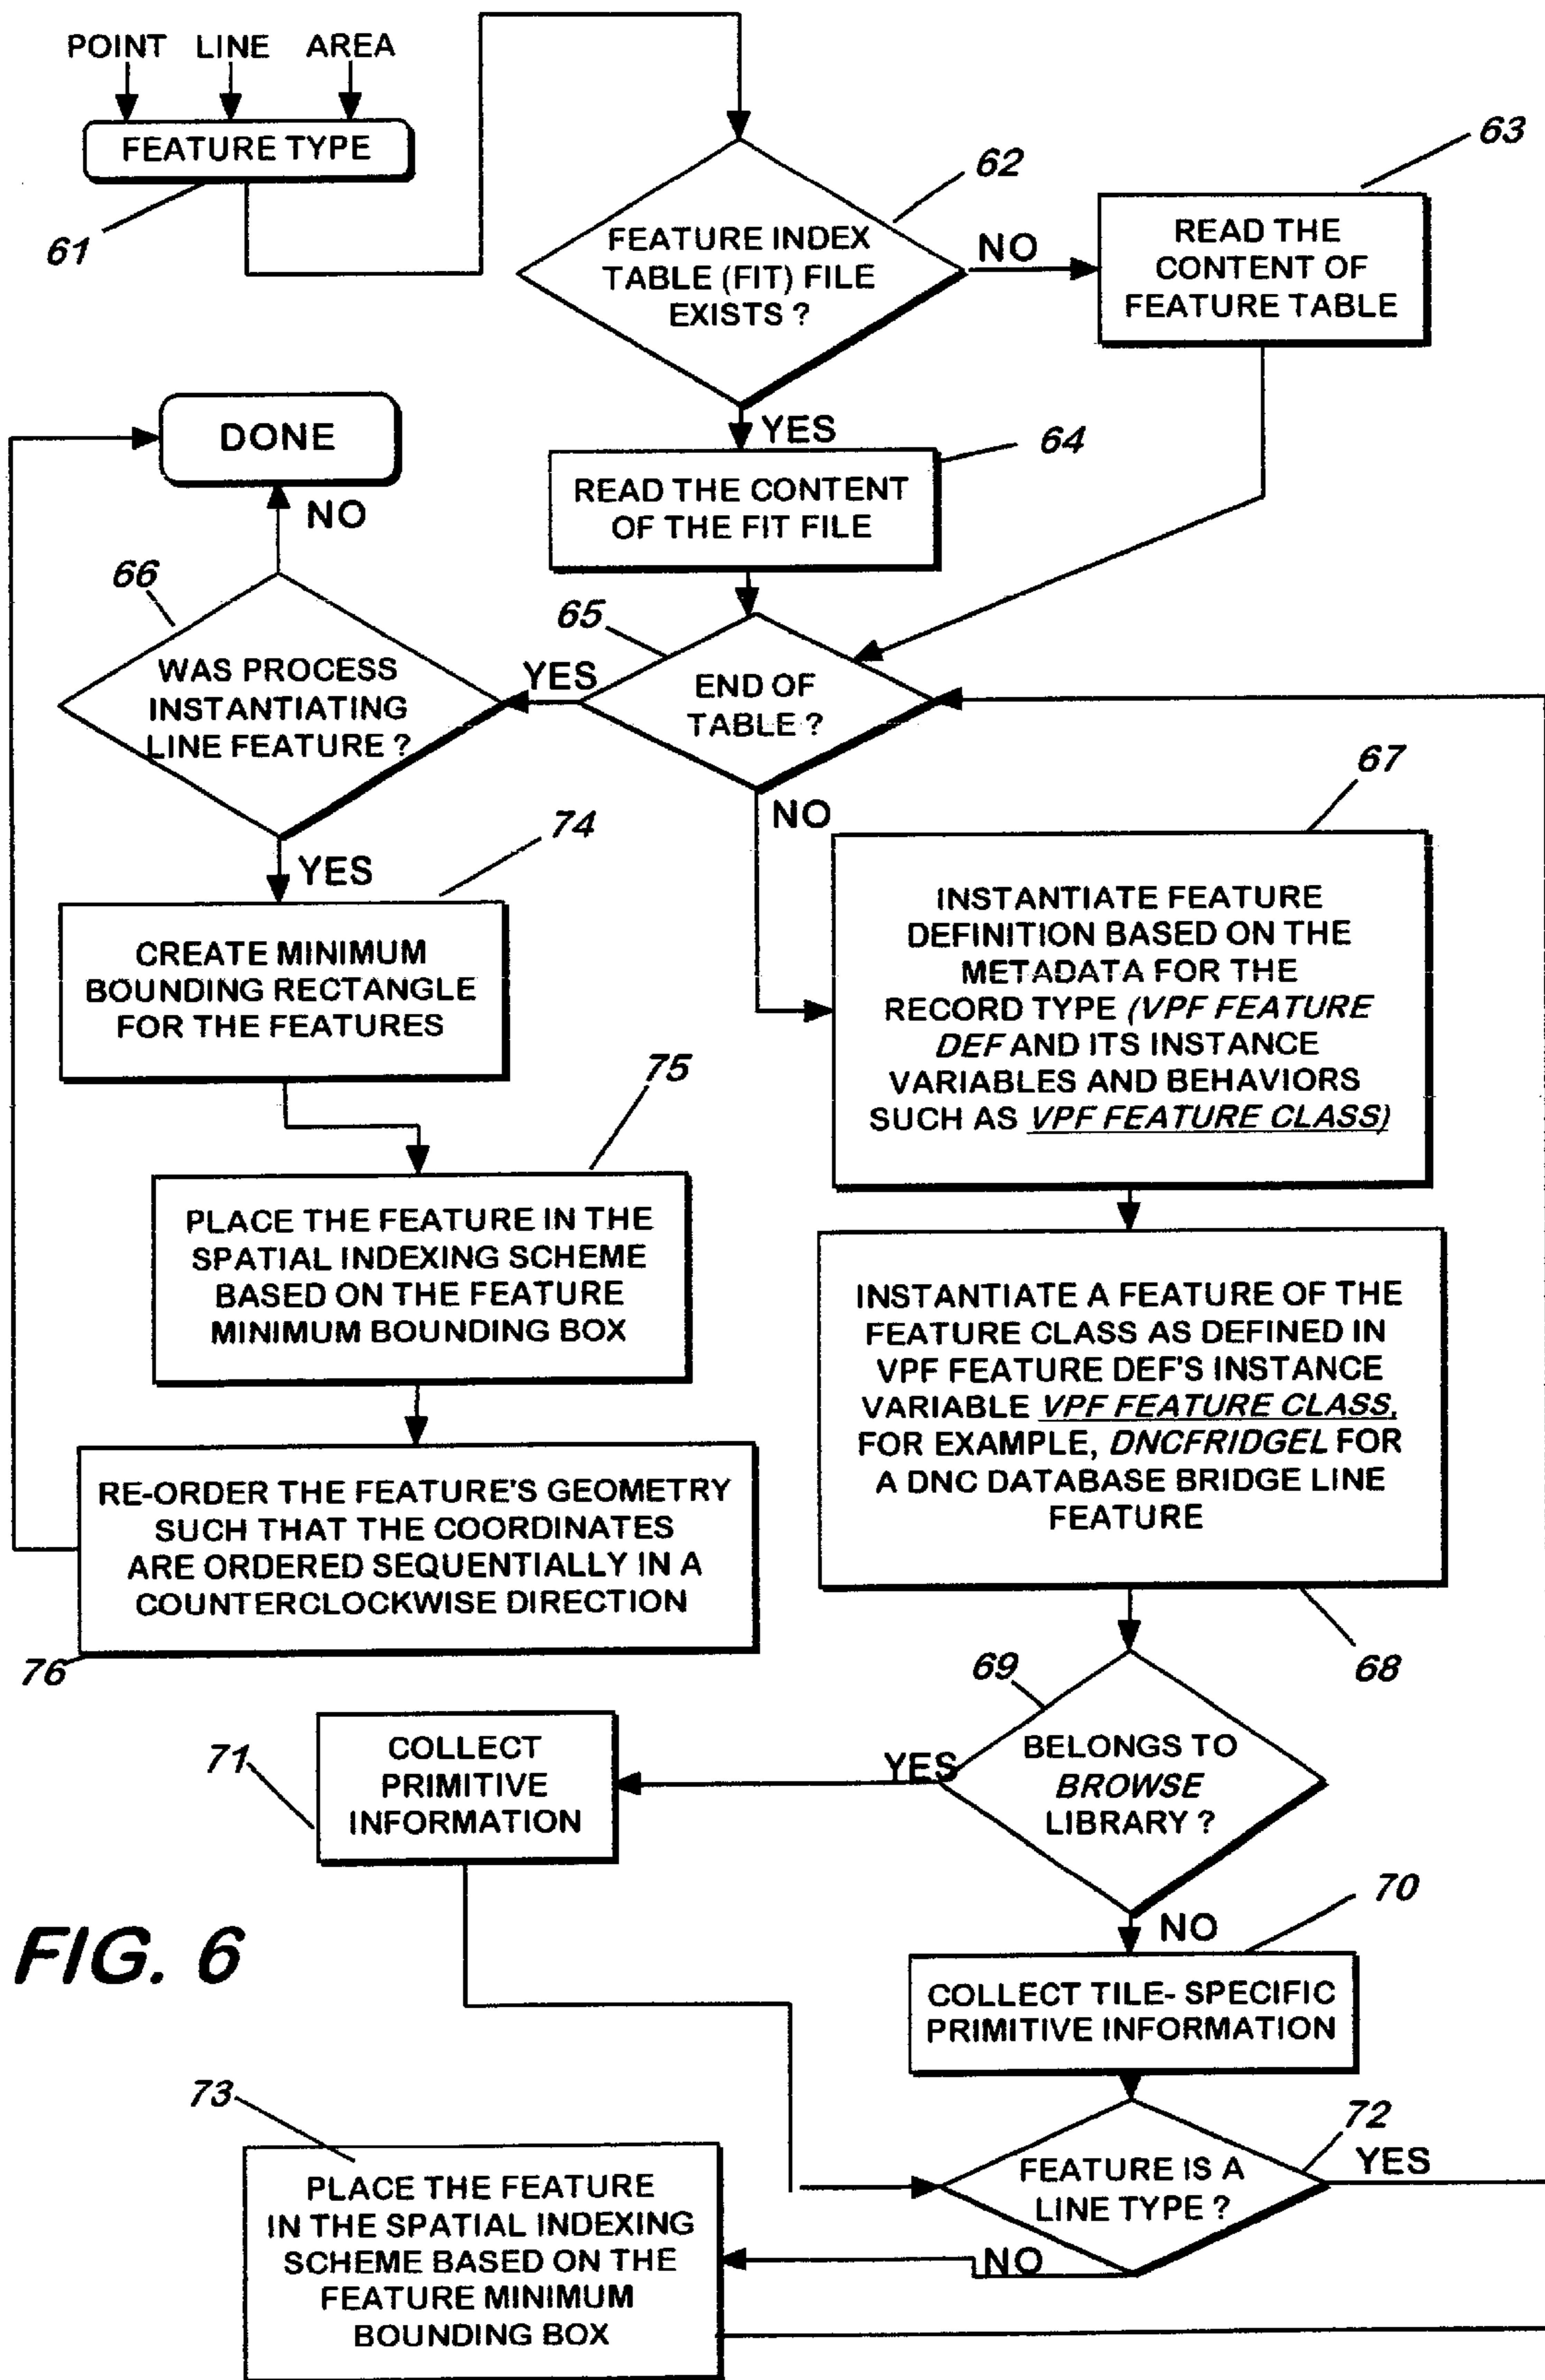 POINT LINE AREA
FEATURE TYPE
61
FEATURE INDEX
TABLE (FIT) FILE
EXISTS ?
62
NO
63
READ THE
CONTENT OF
FEATURE TABLE
YES
64
READ THE CONTENT
OF THE FIT FILE
DONE
NO
66
WAS PROCESS
INSTANTIATING
LINE FEATURE ?
YES
65
END OF
TABLE ?
NO
67
INSTANTIATE FEATURE
DEFINITION BASED ON THE
METADATA FOR THE
RECORD TYPE (VPF FEATURE
DEF AND ITS INSTANCE
VARIABLES AND BEHAVIORS
SUCH AS VPF FEATURE CLASS)
YES
74
CREATE MINIMUM
BOUNDING RECTANGLE
FOR THE FEATURES
75
PLACE THE FEATURE IN THE
SPATIAL INDEXING SCHEME
BASED ON THE FEATURE
MINIMUM BOUNDING BOX
RE-ORDER THE FEATURE'S GEOMETRY
SUCH THAT THE COORDINATES
ARE ORDERED SEQUENTIALLY IN A
COUNTERCLOCKWISE DIRECTION
76
INSTANTIATE A FEATURE OF THE
FEATURE CLASS AS DEFINED IN
VPF FEATURE DEF'S INSTANCE
VARIABLE VPF FEATURE CLASS,
FOR EXAMPLE, DNCFRIDGEL FOR
A DNC DATABASE BRIDGE LINE
FEATURE
68
69
BELONGS TO
BROWSE
LIBRARY ?
YES
71
COLLECT
PRIMITIVE
INFORMATION
NO
70
COLLECT TILE- SPECIFIC
PRIMITIVE INFORMATION
FIG. 6
72
FEATURE IS A
LINE TYPE ?
YES
NO
73
PLACE THE FEATURE
IN THE SPATIAL INDEXING
SCHEME BASED ON THE
FEATURE MINIMUM
BOUNDING BOX